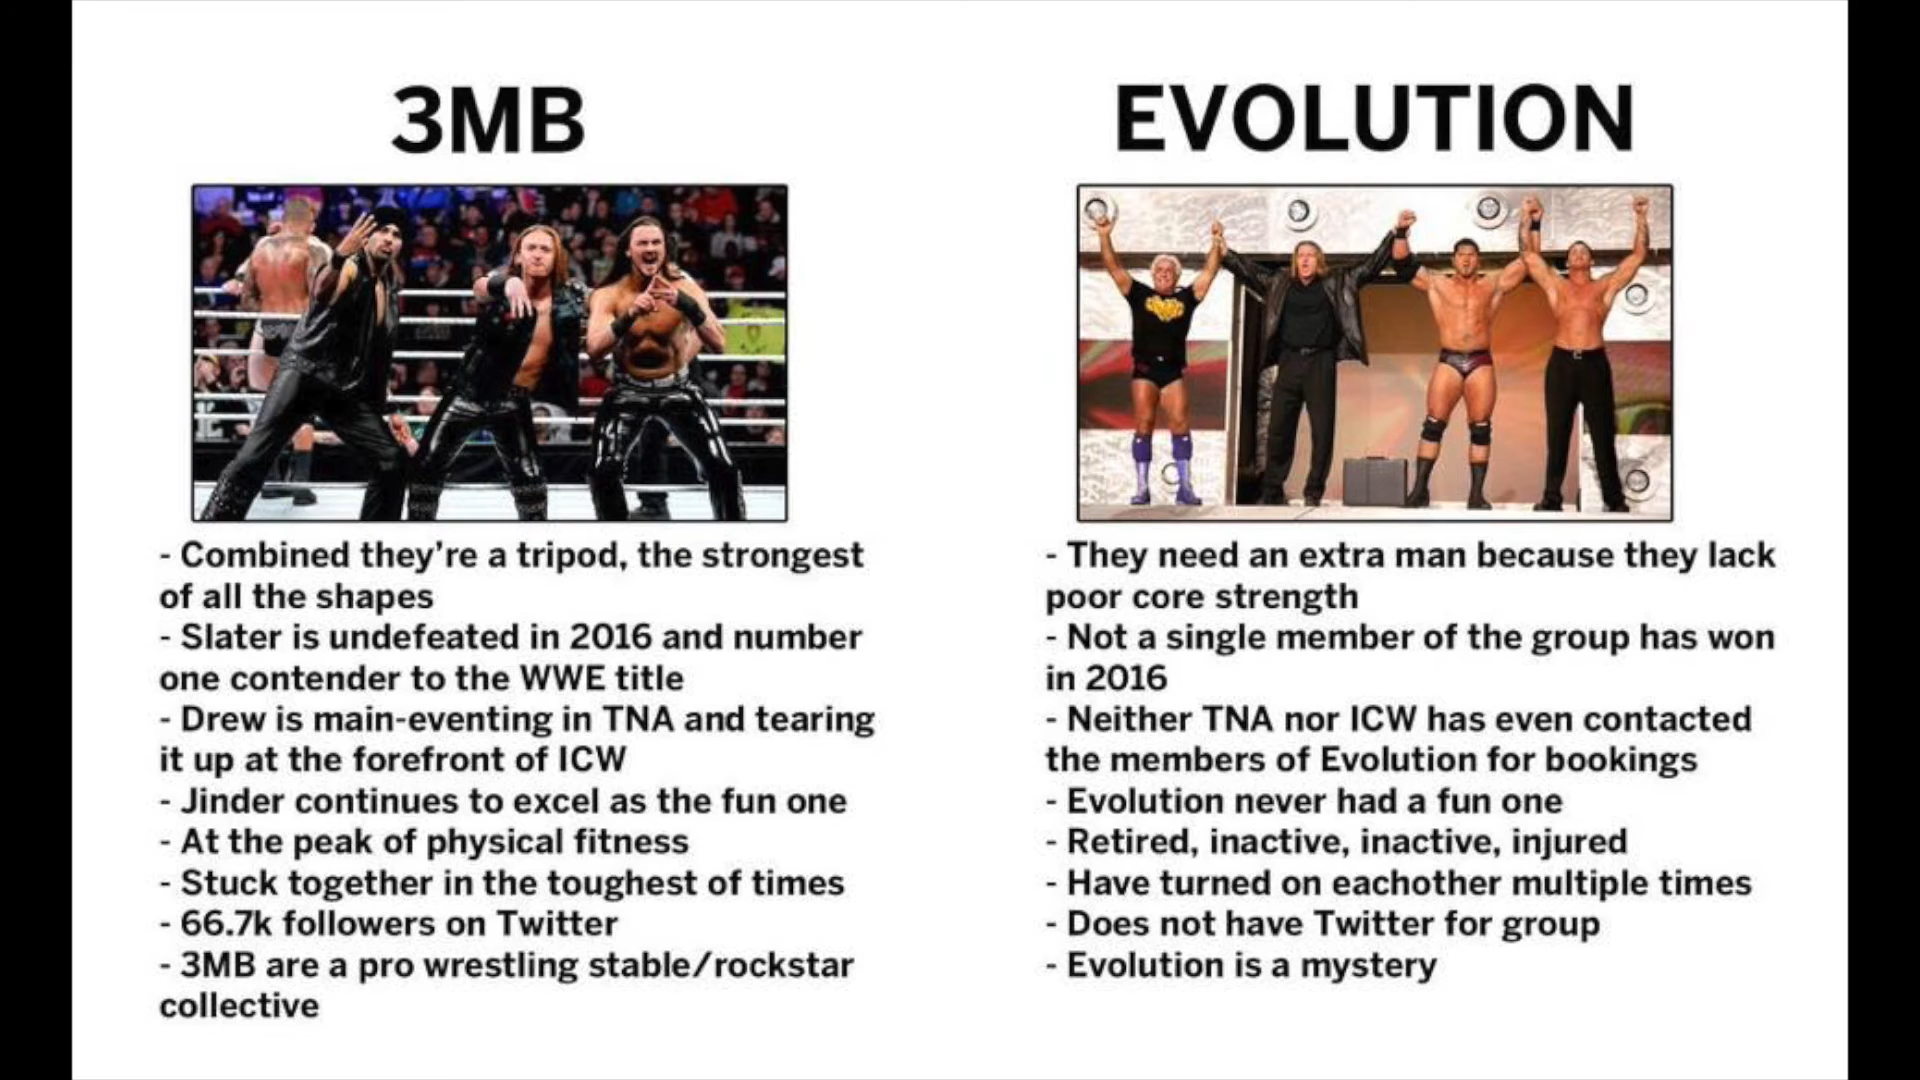 3MB
- Combined they're a tripod, the strongest
of all the shapes
- Slater is undefeated in 2016 and number
one contender to the WWE title
- Drew is main-eventing in TNA and tearing
it up at the forefront of ICW
- Jinder continues to excel as the fun one
- At the peak of physical fitness
- Stuck together in the toughest of times
- 66.7k followers on Twitter
- 3MB are a pro wrestling stable/rockstar
collective
EVOLUTION
- They need an extra man because they lack
poor core strength
- Not a single member of the group has won
in 2016
- Neither TNA nor ICW has even contacted
the members of Evolution for bookings
- Evolution never had a fun one
- Retired, inactive, inactive, injured
- Have turned on eachother multiple times
- Does not have Twitter for group
- Evolution is a mystery